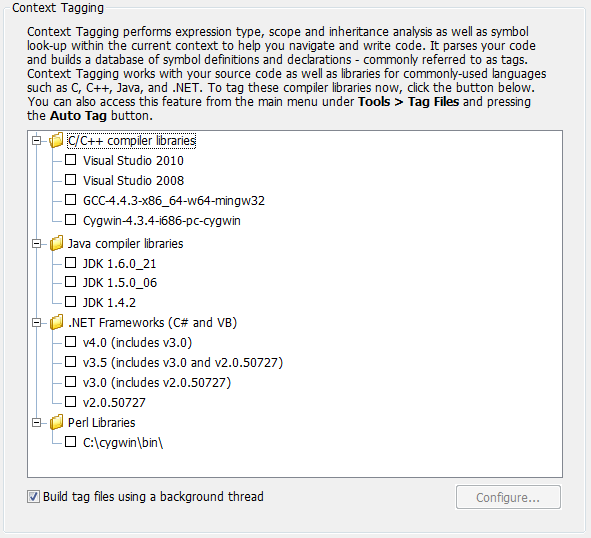 Context Tagging
Context Tagging performs expression type, scope and inheritance analysis as well as symbol
look-up within the current context to help you navigate and write code. It parses your code
and builds a database of symbol definitions and declarations - commonly referred to as tags.
Context Tagging works with your source code as well as libraries for commonly-used languages
such as C, C++, Java, and .NET. To tag these compiler libraries now, click the button below.
You can also access this feature from the main menu under Tools > Tag Files and pressing
the Auto Tag button.
C/C++ compiler libraries
Visual Studio 2010
Visual Studio 2008
GCC-4.4.3-x86_64-w64-mingw32
Cygwin-4.3.4-i686-pc-cygwin
Java compiler libraries
JDK 1.6.0_21
JDK 1.5.0_06
JDK 1.4.2
.NET Frameworks (C# and VB)
v4.0 (includes v3.0)
v3.5 (includes v3.0 and v2.0.50727)
v3.0 (includes v2.0.50727)
v2.0.50727
Perl Libraries
C:\cygwin\bin\
Build tag files using a background thread
Configure...